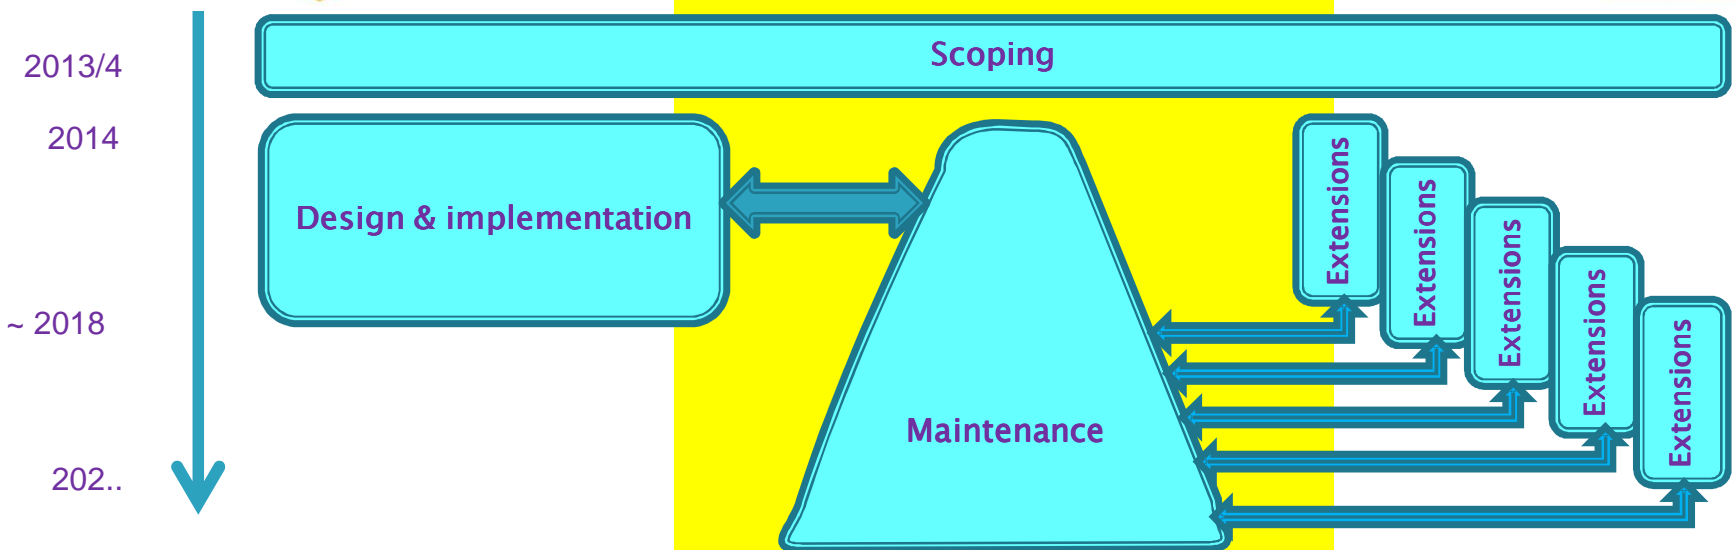 Scoping
2013/4
2014
Design & implementation
~ 2018
202..
Maintenance
Extensions
Extensions
Extensions
Extensions
Extensions